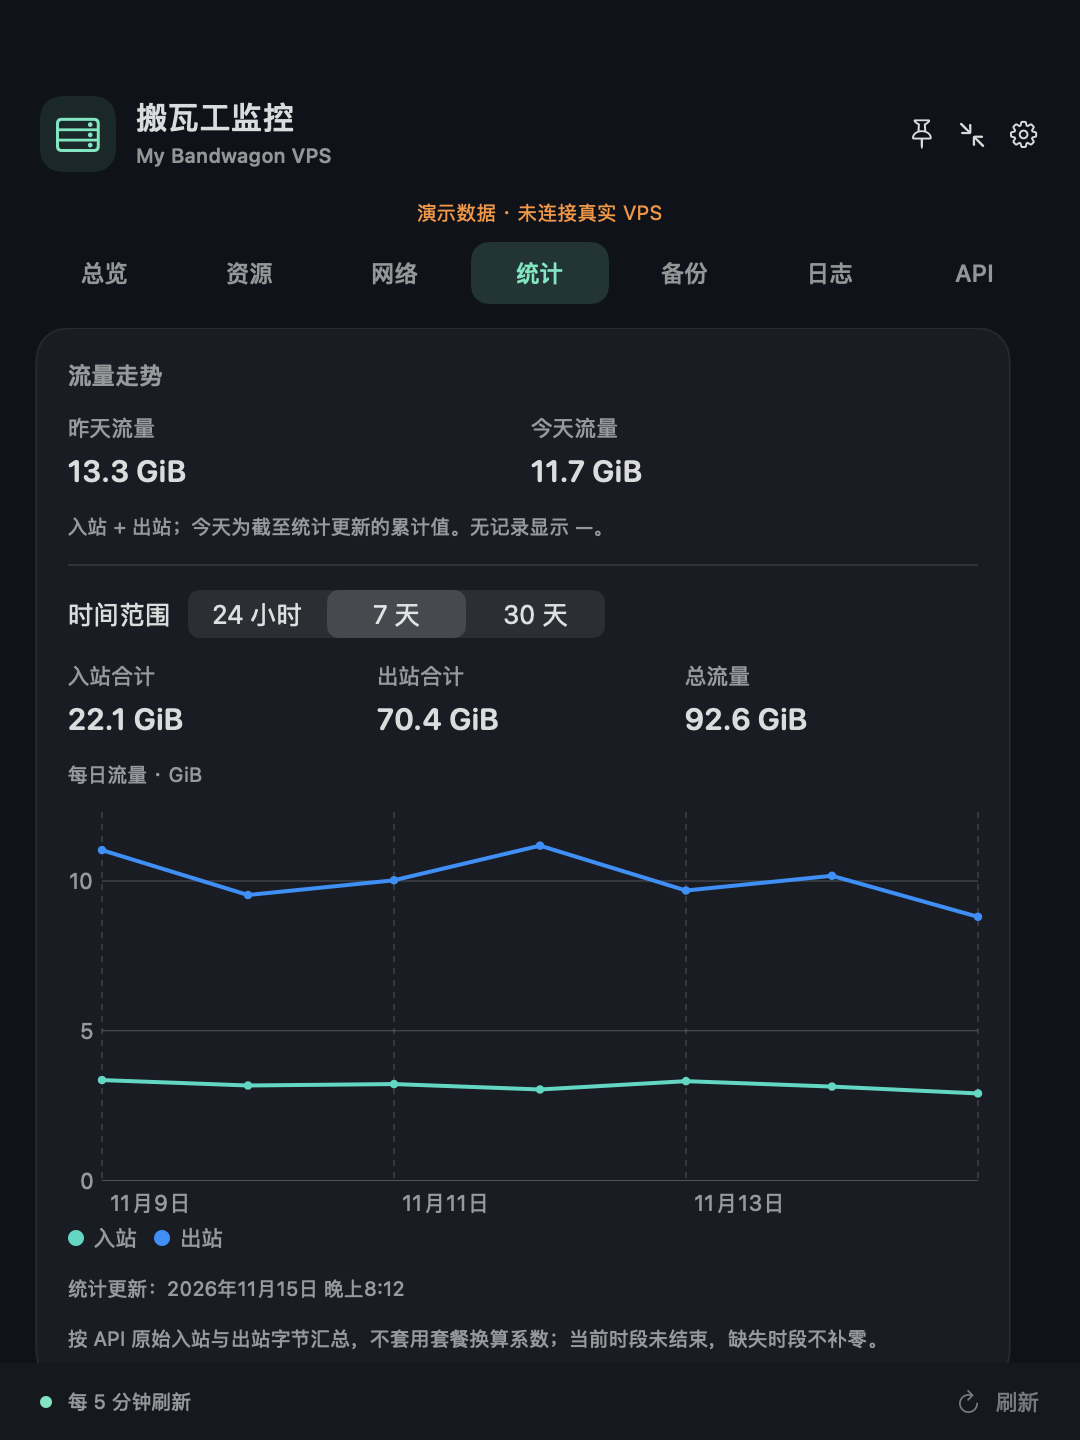 搬瓦工监控
My Bandwagon VPS
演示数据 · 未连接真实 VPS
总览 资源 网络 统计 备份 日志 API
流量走势
昨天流量 今天流量
13.3 GiB 11.7 GiB
入站 + 出站；今天为截至统计更新的累计值。无记录显示 —。
时间范围 24 小时 7 天 30 天
入站合计 出站合计 总流量
22.1 GiB 70.4 GiB 92.6 GiB
每日流量 · GiB
10
5
0
11月9日 11月11日 11月13日
入站 出站
统计更新：2026年11月15日 晚上8:12
按 API 原始入站与出站字节汇总，不套用套餐换算系数；当前时段未结束，缺失时段不补零。
每 5 分钟刷新 刷新